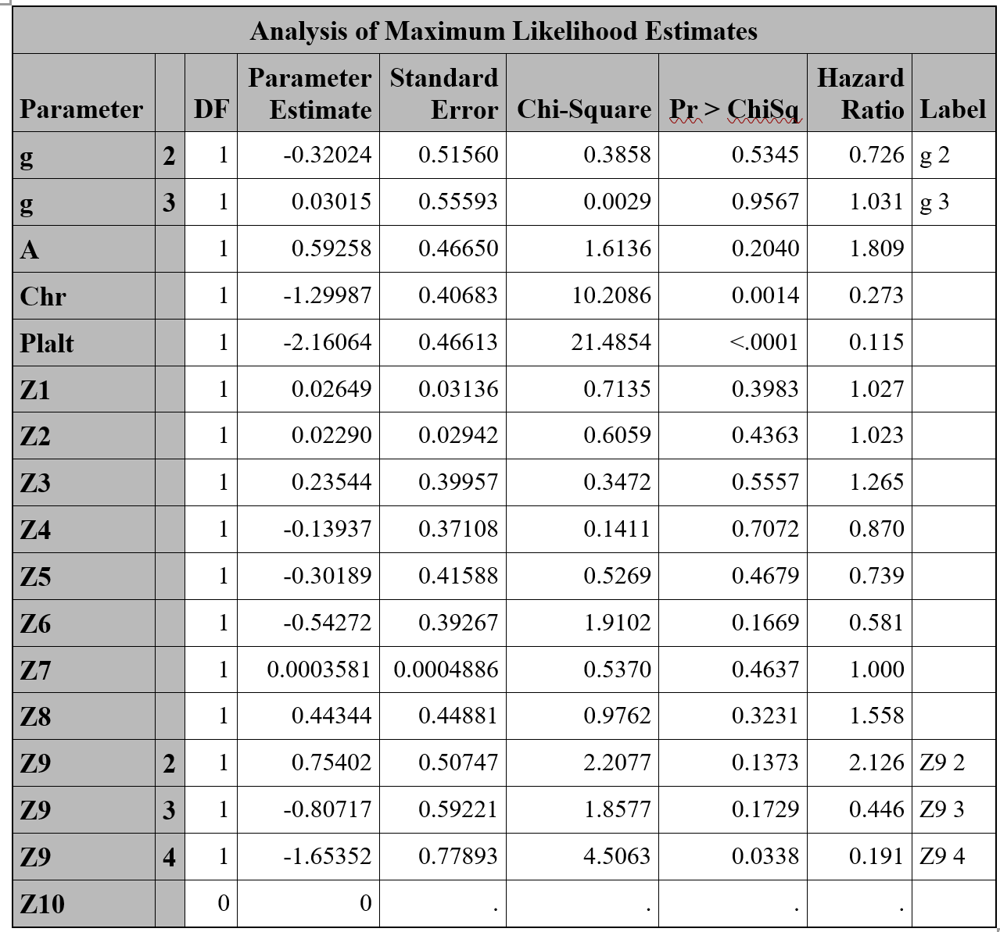 Analysis of Maximum Likelihood Estimates
Parameter DF Parameter Estimate Standard Error Chi-Square Pr > ChiSq Hazard Ratio Label
g 2 1 -0.32024 0.51560 0.3858 0.5345 0.726 g 2
g 3 1 0.03015 0.55593 0.0029 0.9567 1.031 g 3
A 1 0.59258 0.46650 1.6136 0.2040 1.809
Chr 1 -1.29987 0.40683 10.2086 0.0014 0.273
Plalt 1 -2.16064 0.46613 21.4854 <.0001 0.115
Z1 1 0.02649 0.03136 0.7135 0.3983 1.027
Z2 1 0.02290 0.02942 0.6059 0.4363 1.023
Z3 1 0.23544 0.39957 0.3472 0.5557 1.265
Z4 1 -0.13937 0.37108 0.1411 0.7072 0.870
Z5 1 -0.30189 0.41588 0.5269 0.4679 0.739
Z6 1 -0.54272 0.39267 1.9102 0.1669 0.581
Z7 1 0.0003581 0.0004886 0.5370 0.4637 1.000
Z8 1 0.44344 0.44881 0.9762 0.3231 1.558
Z9 2 1 0.75402 0.50747 2.2077 0.1373 2.126 Z9 2
Z9 3 1 -0.80717 0.59221 1.8577 0.1729 0.446 Z9 3
Z9 4 1 -1.65352 0.77893 4.5063 0.0338 0.191 Z9 4
Z10 0 0 . . . .